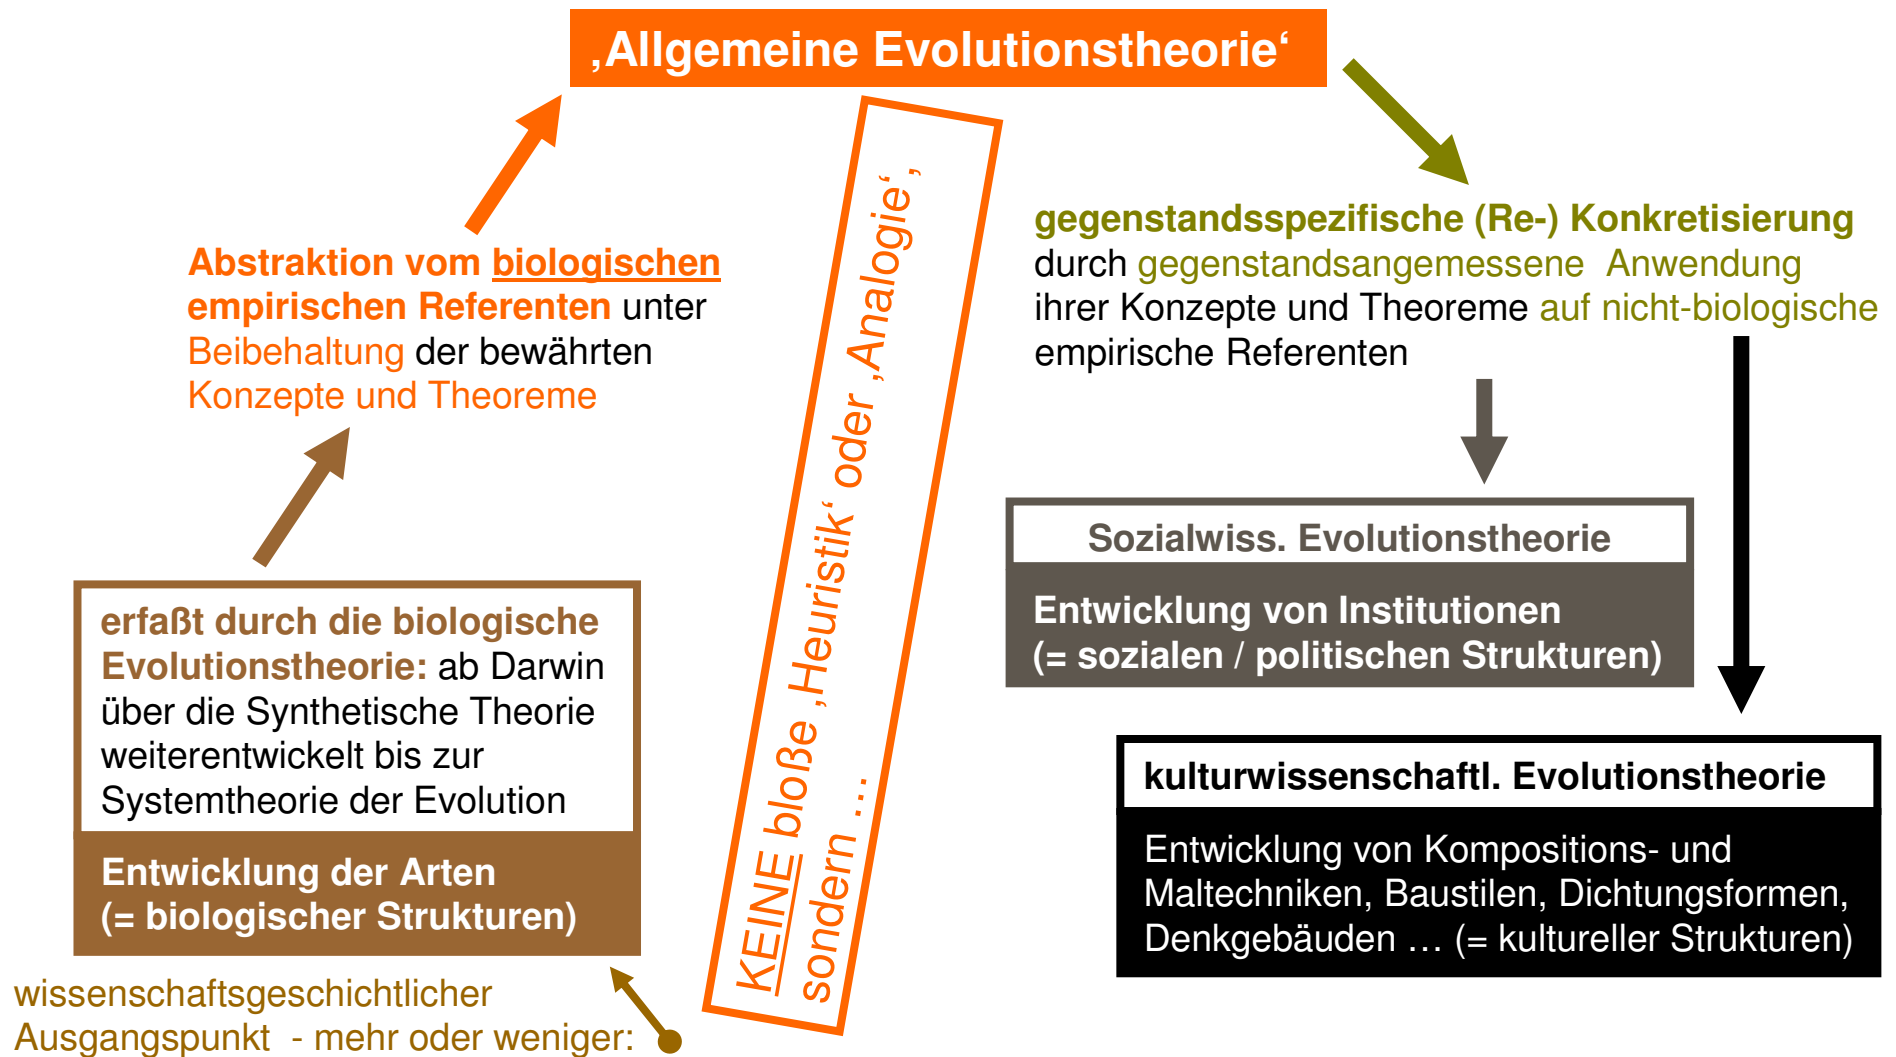 ‚Allgemeine Evolutionstheorie‘
Abstraktion vom biologischen
empirischen Referenten unter
Beibehaltung der bewährten
Konzepte und Theoreme
erfaßt durch die biologische
Evolutionstheorie: ab Darwin
über die Synthetische Theorie
weiterentwickelt bis zur
Systemtheorie der Evolution
Entwicklung der Arten
(= biologischer Strukturen)
wissenschaftsgeschichtlicher
Ausgangspunkt - mehr oder weniger:
KEINE bloße ‚Heuristik‘ oder ‚Analogie‘,
sondern …
gegenstandsspezifische (Re-) Konkretisierung
durch gegenstandsangemessene Anwendung
ihrer Konzepte und Theoreme auf nicht-biologische
empirische Referenten
Sozialwiss. Evolutionstheorie
Entwicklung von Institutionen
(= sozialen / politischen Strukturen)
kulturwissenschaftl. Evolutionstheorie
Entwicklung von Kompositions- und
Maltechniken, Baustilen, Dichtungsformen,
Denkgebäuden … (= kultureller Strukturen)